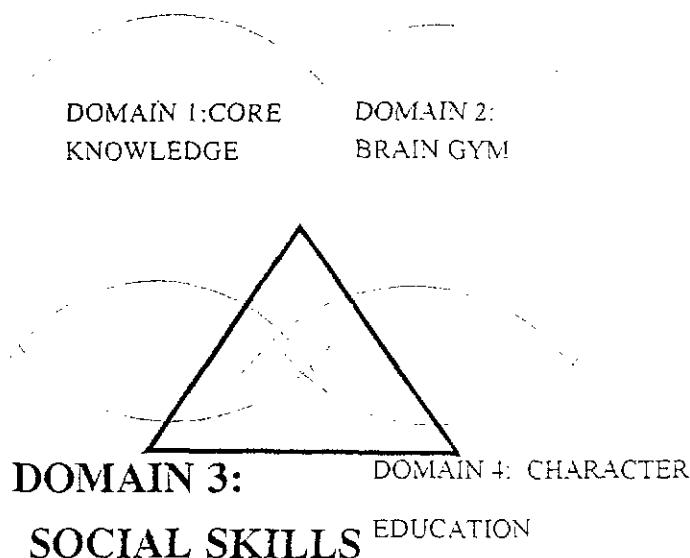 DOMAIN 1:CORE
KNOWLEDGE
DOMAIN 2:
BRAIN GYM
DOMAIN 3:
SOCIAL SKILLS
DOMAIN 4: CHARACTER
EDUCATION